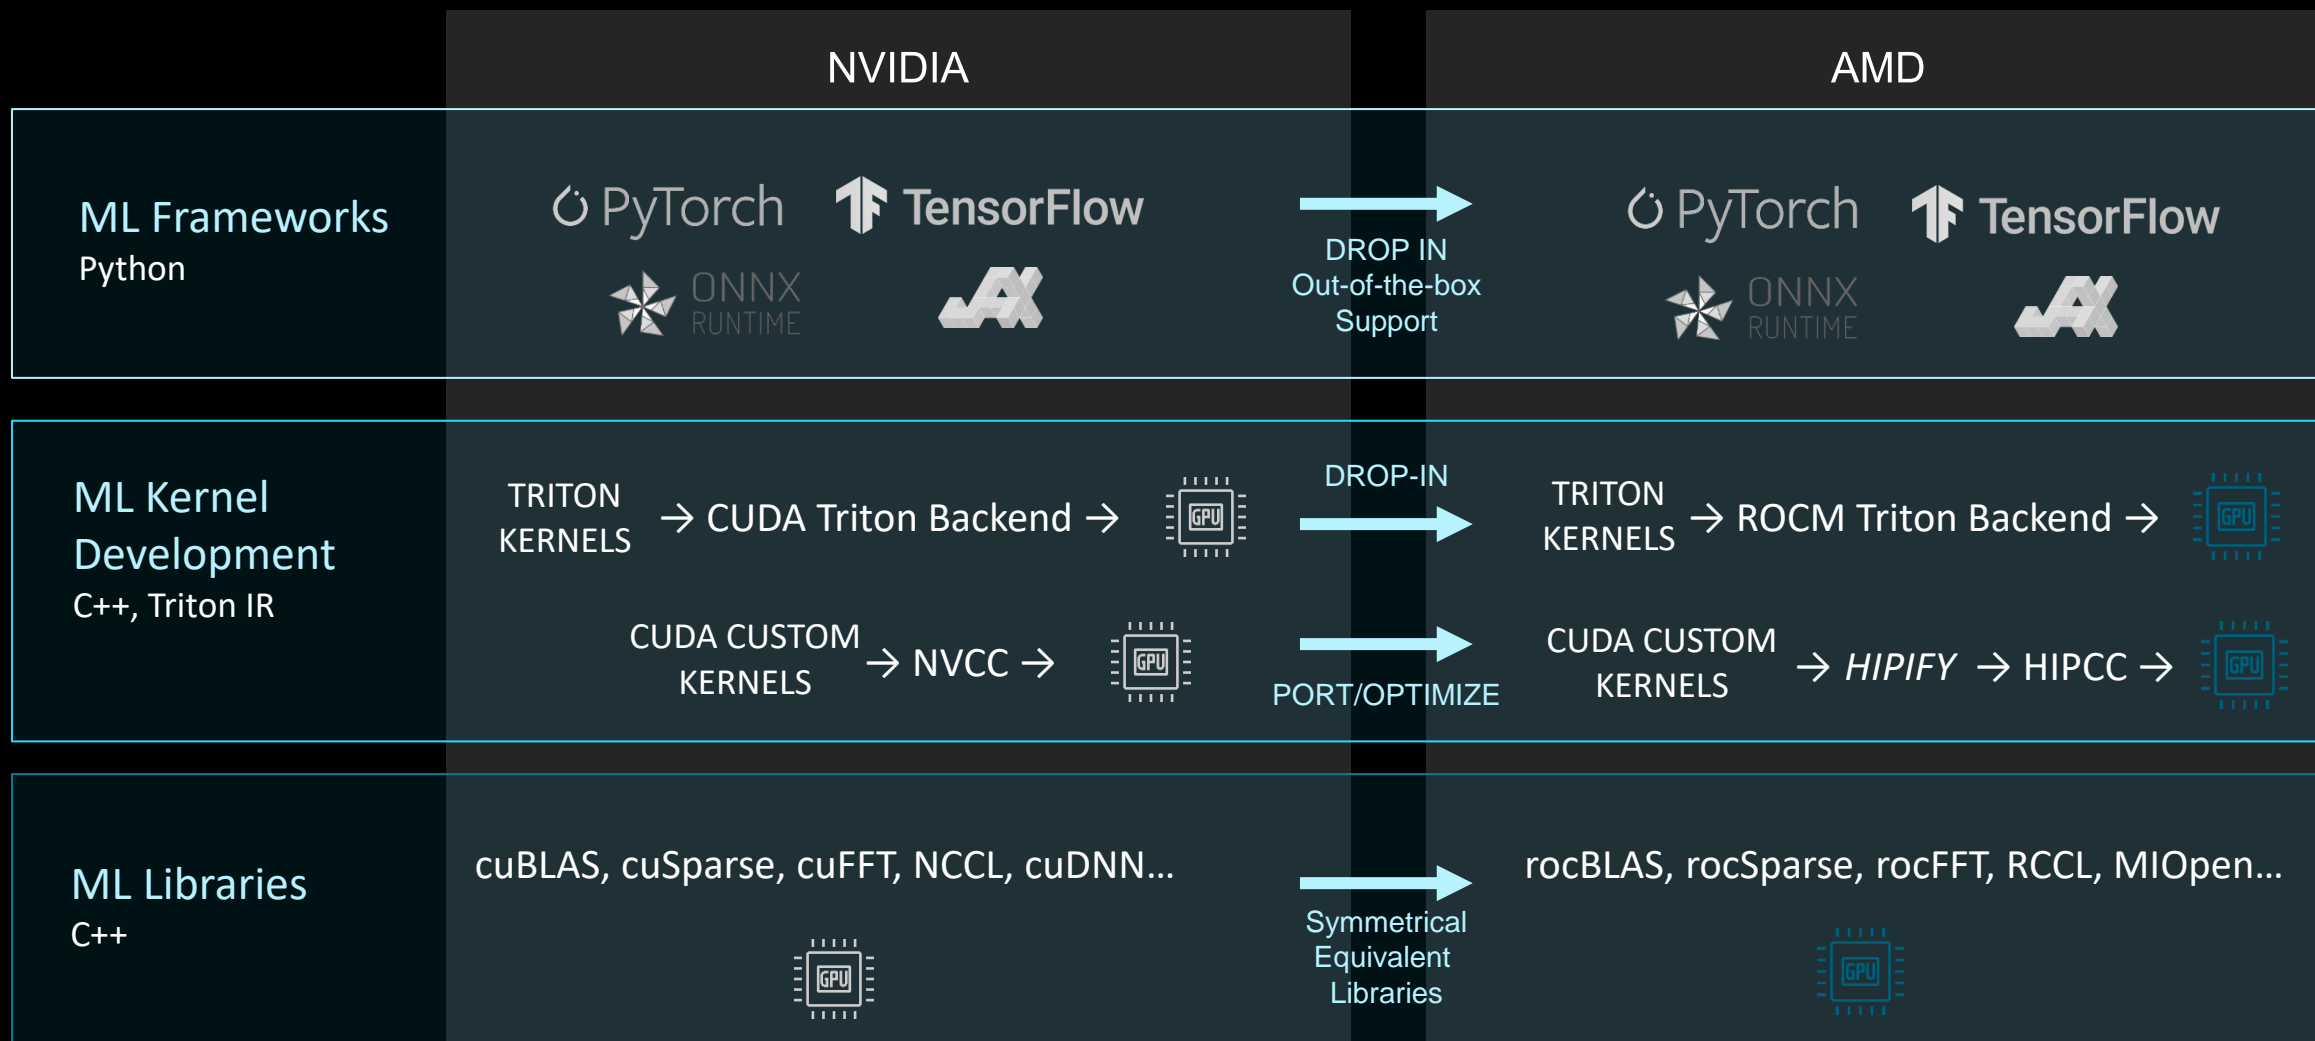 NVIDIA
AMD
ML Frameworks
Python
PyTorch
TensorFlow
ONNX
RUNTIME
JAX
DROP IN
Out-of-the-box
Support
PyTorch
TensorFlow
ONNX
RUNTIME
JAX
ML Kernel
Development
C++, Triton IR
TRITON
KERNELS
→ CUDA Triton Backend →
GPU
DROP-IN
TRITON
KERNELS
→ ROCM Triton Backend →
GPU
CUDA CUSTOM
KERNELS
→ NVCC →
GPU
PORT/OPTIMIZE
CUDA CUSTOM
KERNELS
→ HIPIFY → HIPCC →
GPU
ML Libraries
C++
cuBLAS, cuSparse, cuFFT, NCCL, cuDNN...
GPU
Symmetrical
Equivalent
Libraries
rocBLAS, rocSparse, rocFFT, RCCL, MIOpen...
GPU